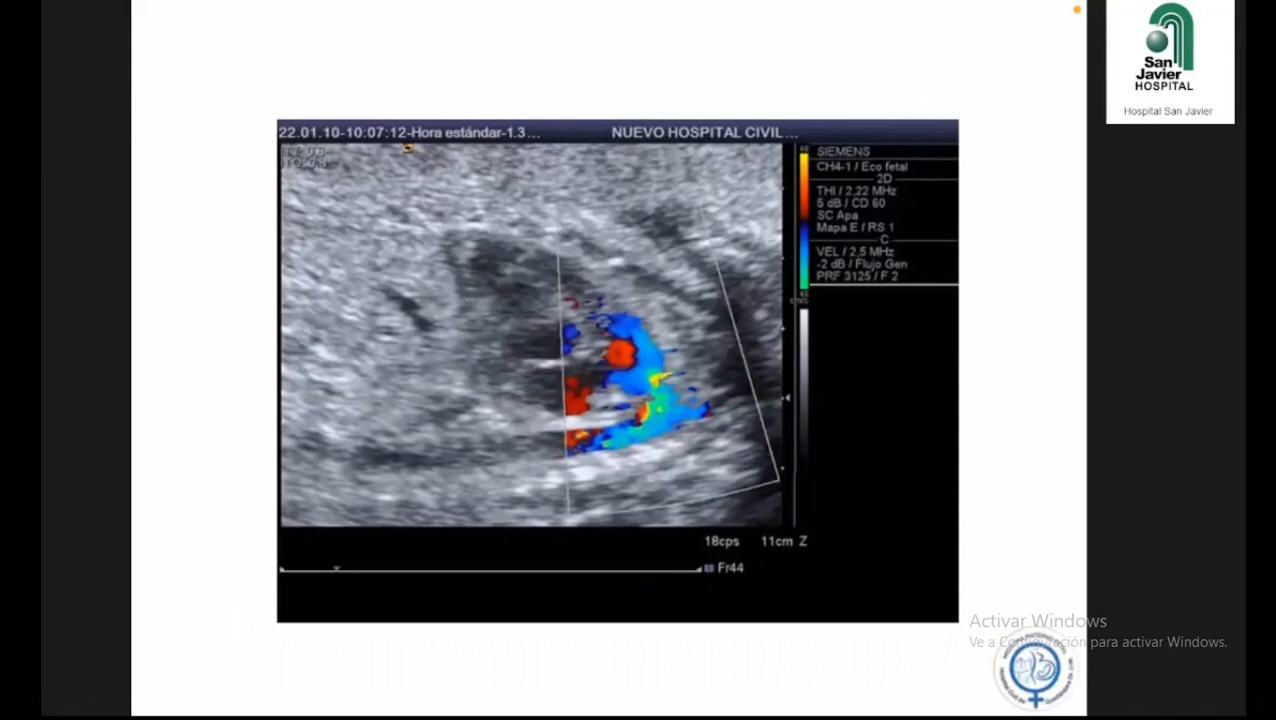 San
Javier
HOSPITAL
Hospital San Javier
22.01.10-10:07:12-Hora estándar-1.3...
NUEVO HOSPITAL CIVIL...
SIEMENS
CH4-1 / Eco fetal
2D
THI / 2,22 MHz
5 dB / CD 60
SC Apa
Mapa E / RS 1
C
VEL / 2,5 MHz
-2 dB / Flujo Gen
PRF 3125 / F 2
18cps 11cm Z
Fr44
Activar Windows
Ve a Configuración para activar Windows.